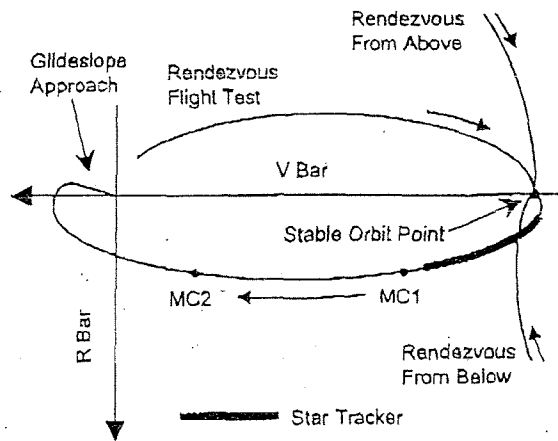 Rendezvous
From Above
Glideslope
Approach
Rendezvous
Flight Test
V Bar
Stable Orbit Point
MC2
MC1
R Bar
Rendezvous
From Below
Star Tracker